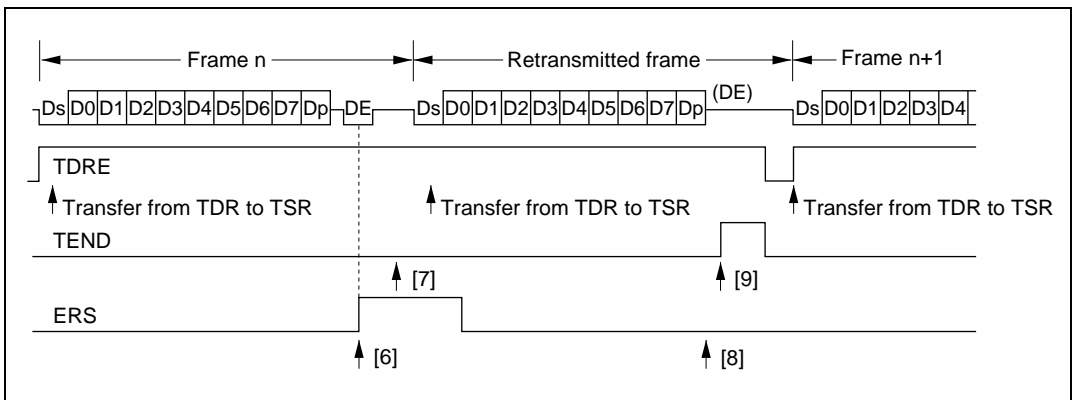 Frame n Retransmitted frame Frame n+1
Ds D0 D1 D2 D3 D4 D5 D6 D7 Dp DE Ds D0 D1 D2 D3 D4 D5 D6 D7 Dp (DE) Ds D0 D1 D2 D3 D4
TDRE
Transfer from TDR to TSR Transfer from TDR to TSR Transfer from TDR to TSR
TEND
[7] [9]
ERS
[6] [8]